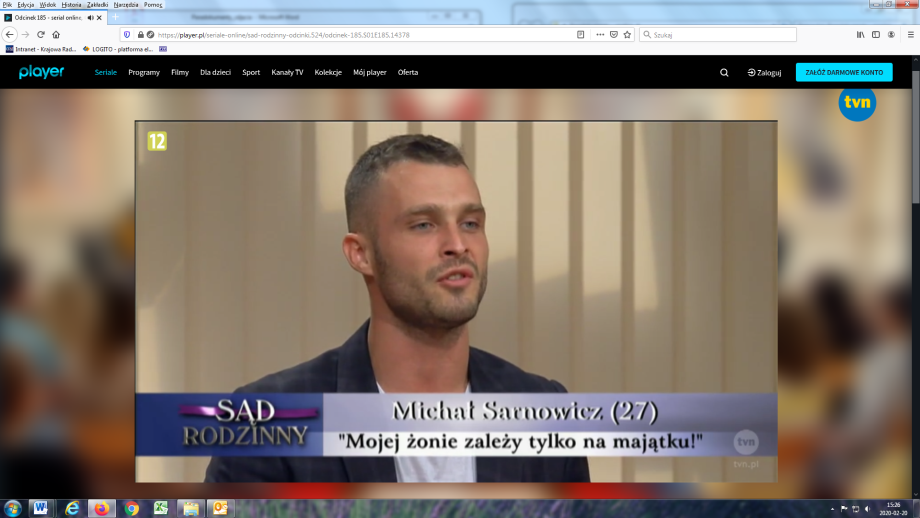 Plik Edycja Widok Historia Zakładki Narzędzia Pomoc
Odcinek 185 - serial online
https://player.pl/seriale-online/sad-rodzinny-odcinki,524/odcinek-185,S01E185,14378
Szukaj
Intranet - Krajowa Rad... LOGITO - platforma el...
player Seriale Programy Filmy Dla dzieci Sport Kanały TV Kolekcje Mój player Oferta Zaloguj ZAŁÓŻ DARMOWE KONTO
tvn
12
SĄD
RODZINNY
Michał Sarnowicz (27)
"Mojej żonie zależy tylko na majątku!"
tvn
tvn.pl
15:26
2020-02-20